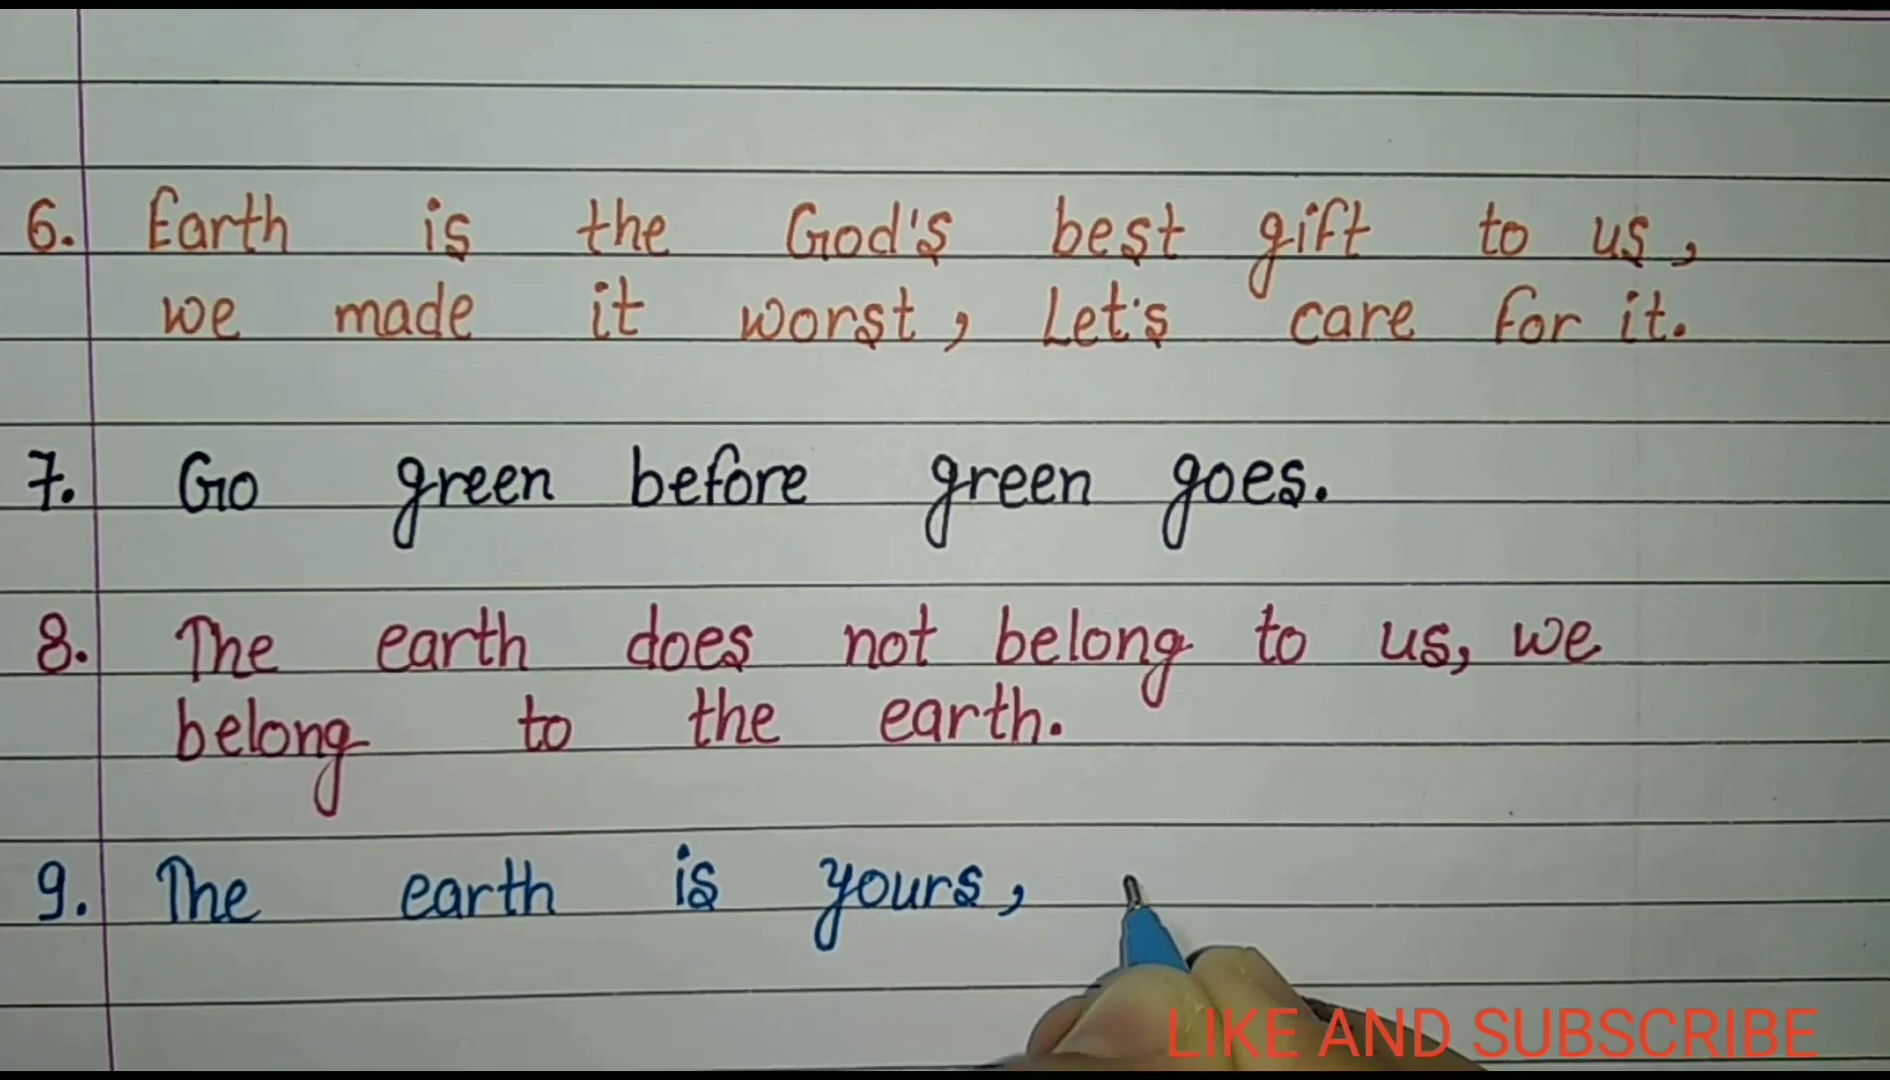 6. Earth is the God's best gift to us,
we made it worst, Let's care for it.
7. Go green before green goes.
8. The earth does not belong to us, we
belong to the earth.
9. The earth is yours,
LIKE AND SUBSCRIBE